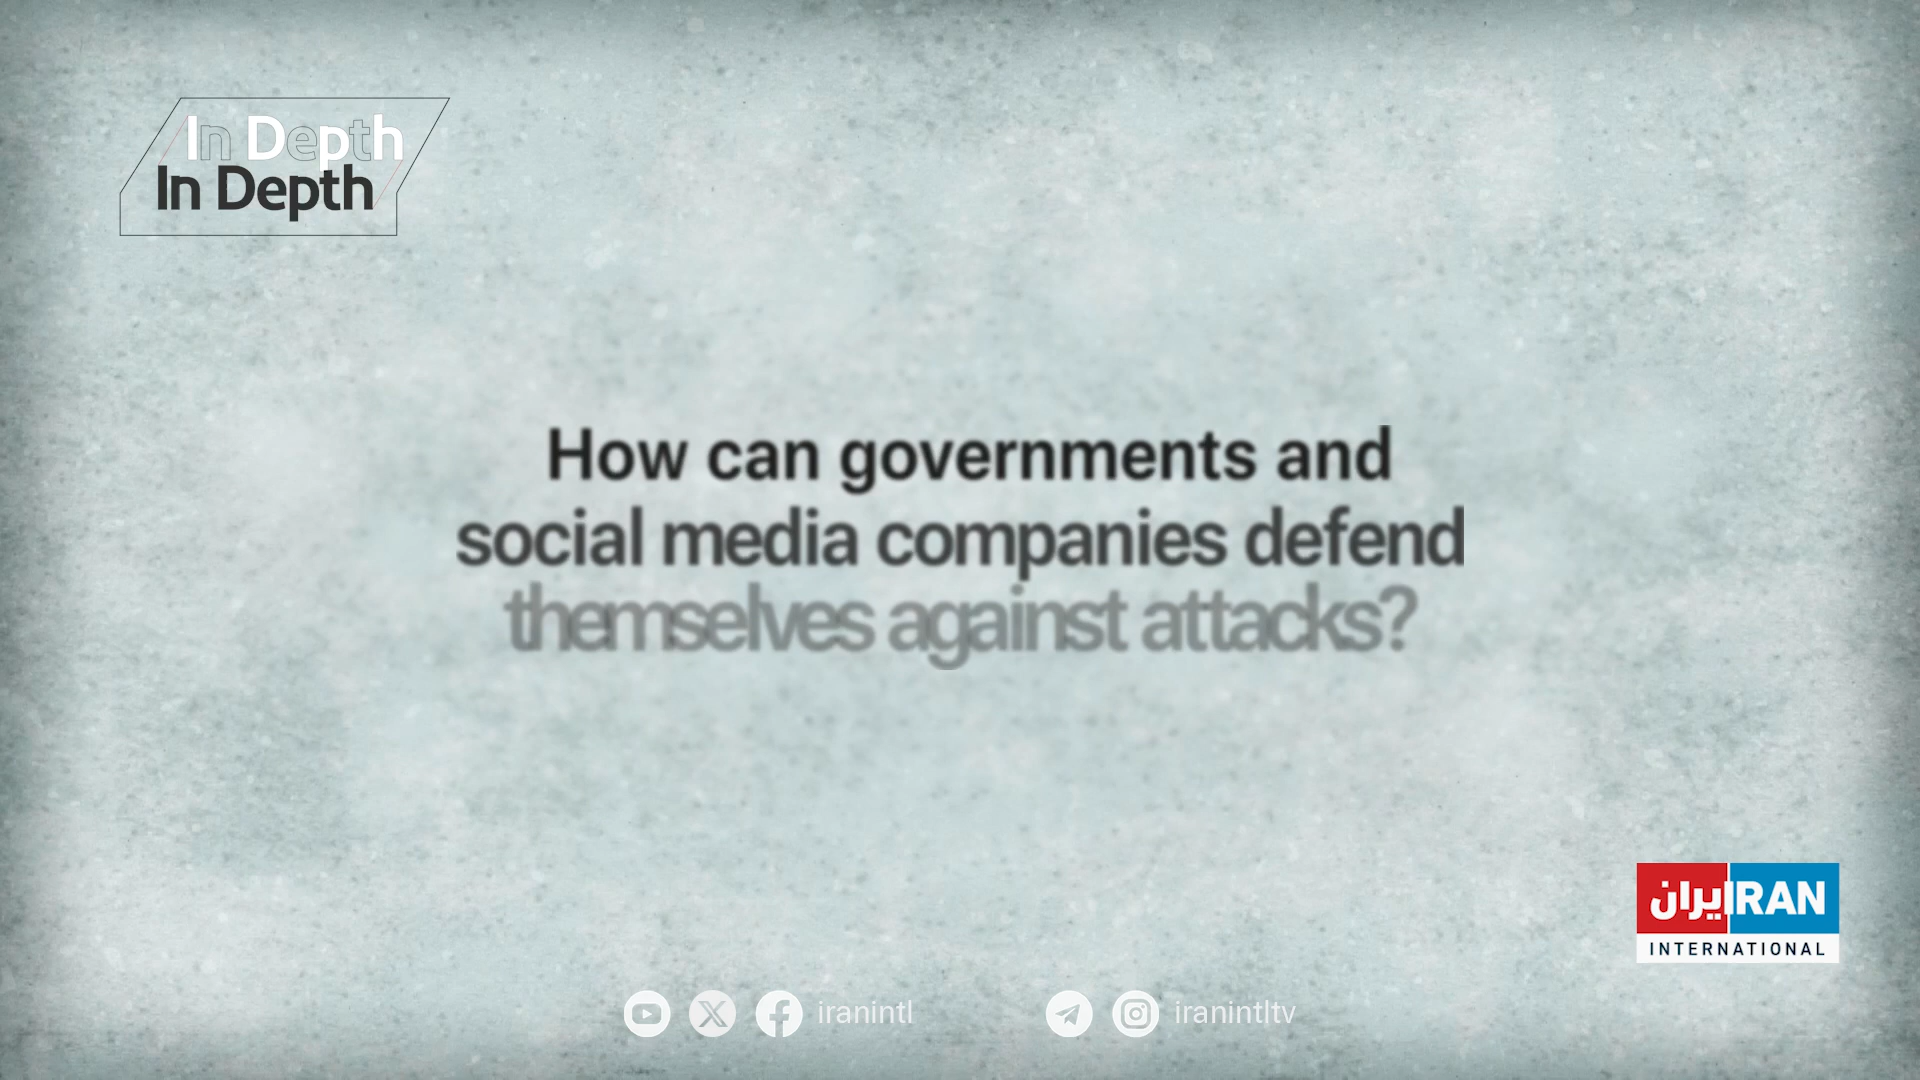 In Depth
In Depth
How can governments and
social media companies defend
themselves against attacks?
ایران IRAN
INTERNATIONAL
iranintl
iranintltv